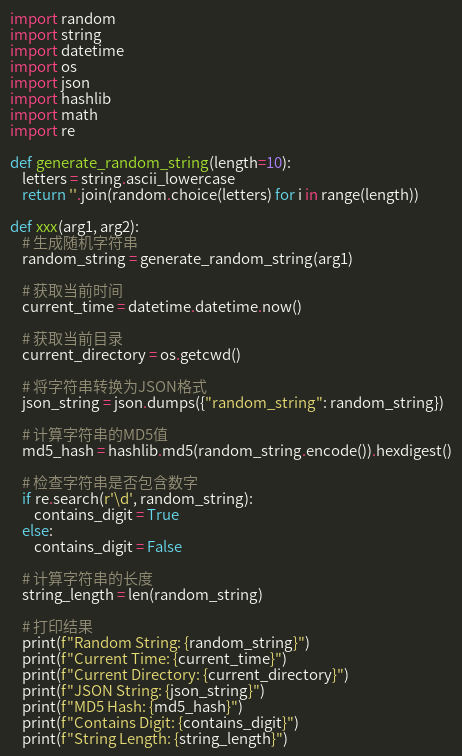 import random
import string
import datetime
import os
import json
import hashlib
import math
import re

def generate_random_string(length=10):
    letters = string.ascii_lowercase
    return ''.join(random.choice(letters) for i in range(length))

def xxx(arg1, arg2):
    # 生成随机字符串
    random_string = generate_random_string(arg1)

    # 获取当前时间
    current_time = datetime.datetime.now()

    # 获取当前目录
    current_directory = os.getcwd()

    # 将字符串转换为JSON格式
    json_string = json.dumps({"random_string": random_string})

    # 计算字符串的MD5值
    md5_hash = hashlib.md5(random_string.encode()).hexdigest()

    # 检查字符串是否包含数字
    if re.search(r'\d', random_string):
        contains_digit = True
    else:
        contains_digit = False

    # 计算字符串的长度
    string_length = len(random_string)

    # 打印结果
    print(f"Random String: {random_string}")
    print(f"Current Time: {current_time}")
    print(f"Current Directory: {current_directory}")
    print(f"JSON String: {json_string}")
    print(f"MD5 Hash: {md5_hash}")
    print(f"Contains Digit: {contains_digit}")
    print(f"String Length: {string_length}")